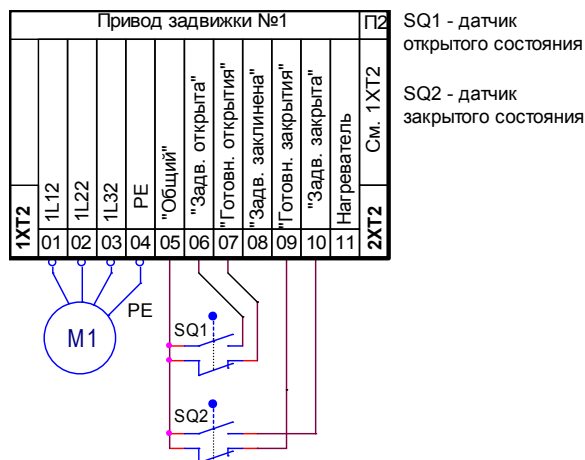 Привод задвижки №1
П2
1XT2
1L12
1L22
1L32
PE
"Общий"
"Задв. открыта"
"Готовн. открытия"
"Задв. заклинена"
"Готовн. закрытия"
"Задв. закрыта"
Нагреватель
См. 1XT2
2XT2
01 02 03 04 05 06 07 08 09 10 11
SQ1 - датчик
открытого состояния
SQ2 - датчик
закрытого состояния
PE
M1
SQ1
SQ2